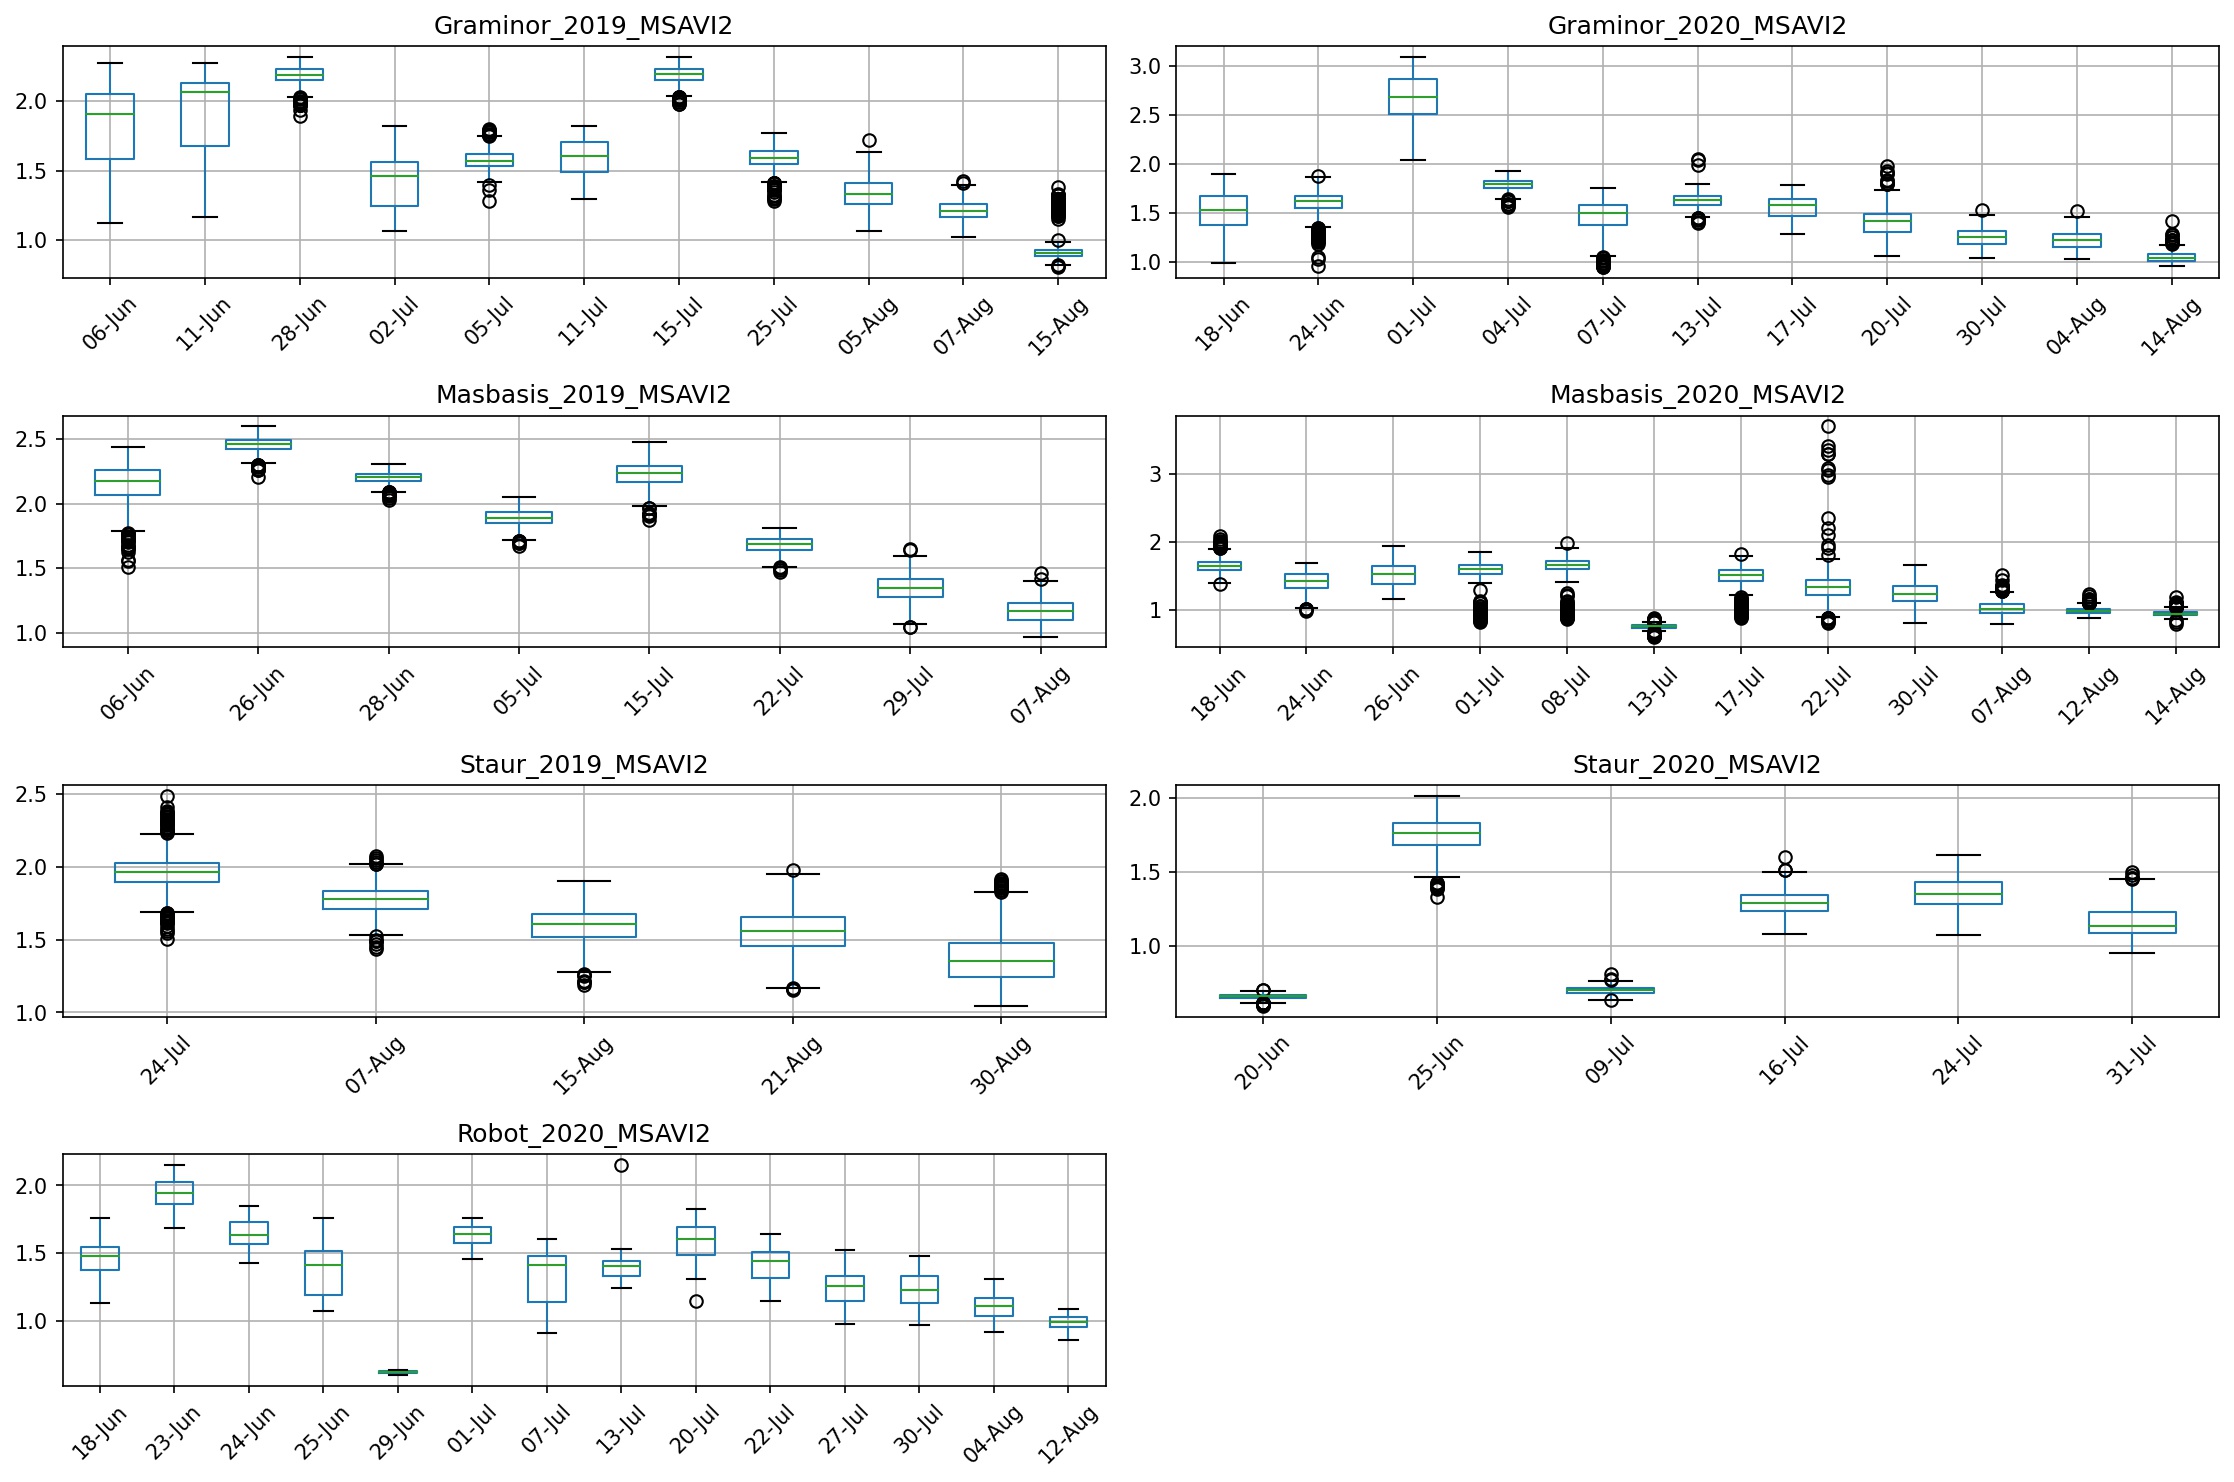 Graminor_2019_MSAVI2
2.0
1.5
1.0
06-Jun 11-Jun 28-Jun 02-Jul 05-Jul 11-Jul 15-Jul 25-Jul 05-Aug 07-Aug 15-Aug
Graminor_2020_MSAVI2
3.0
2.5
2.0
1.5
1.0
18-Jun 24-Jun 01-Jul 04-Jul 07-Jul 13-Jul 17-Jul 20-Jul 30-Jul 04-Aug 14-Aug
Masbasis_2019_MSAVI2
2.5
2.0
1.5
1.0
06-Jun 26-Jun 28-Jun 05-Jul 15-Jul 22-Jul 29-Jul 07-Aug
Masbasis_2020_MSAVI2
3
2
1
18-Jun 24-Jun 26-Jun 01-Jul 08-Jul 13-Jul 17-Jul 22-Jul 30-Jul 07-Aug 12-Aug 14-Aug
Staur_2019_MSAVI2
2.5
2.0
1.5
1.0
24-Jul 07-Aug 15-Aug 21-Aug 30-Aug
Staur_2020_MSAVI2
2.0
1.5
1.0
20-Jun 25-Jun 09-Jul 16-Jul 24-Jul 31-Jul
Robot_2020_MSAVI2
2.0
1.5
1.0
18-Jun 23-Jun 24-Jun 25-Jun 29-Jun 01-Jul 07-Jul 13-Jul 20-Jul 22-Jul 27-Jul 30-Jul 04-Aug 12-Aug